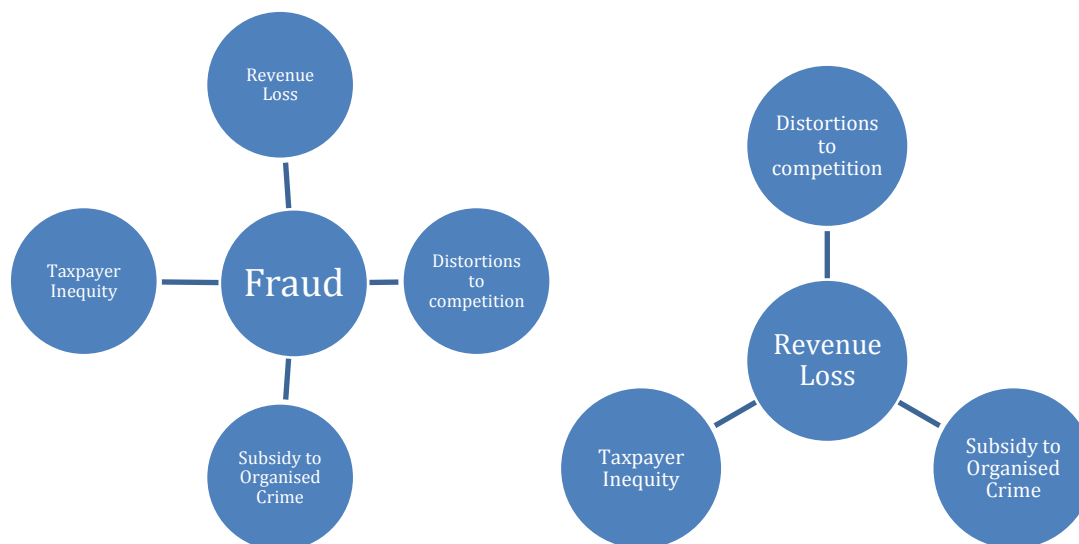 Revenue
Loss
Taxpayer
Inequity
Fraud
Distortions
to
competition
Subsidy to
Organised
Crime
Distortions
to
competition
Revenue
Loss
Taxpayer
Inequity
Subsidy to
Organised
Crime